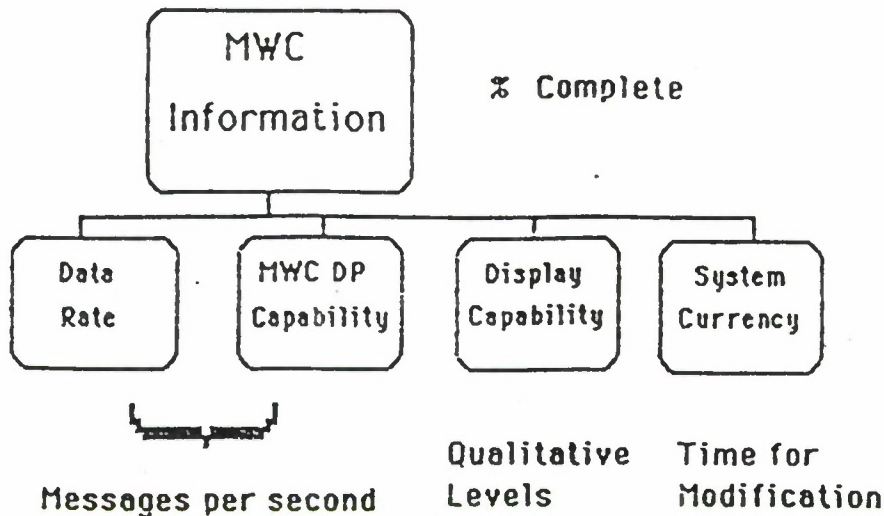 MWC
Information
% Complete
Data
Rate
MWC DP
Capability
Display
Capability
System
Currency
Messages per second
Qualitative
Levels
Time for
Modification